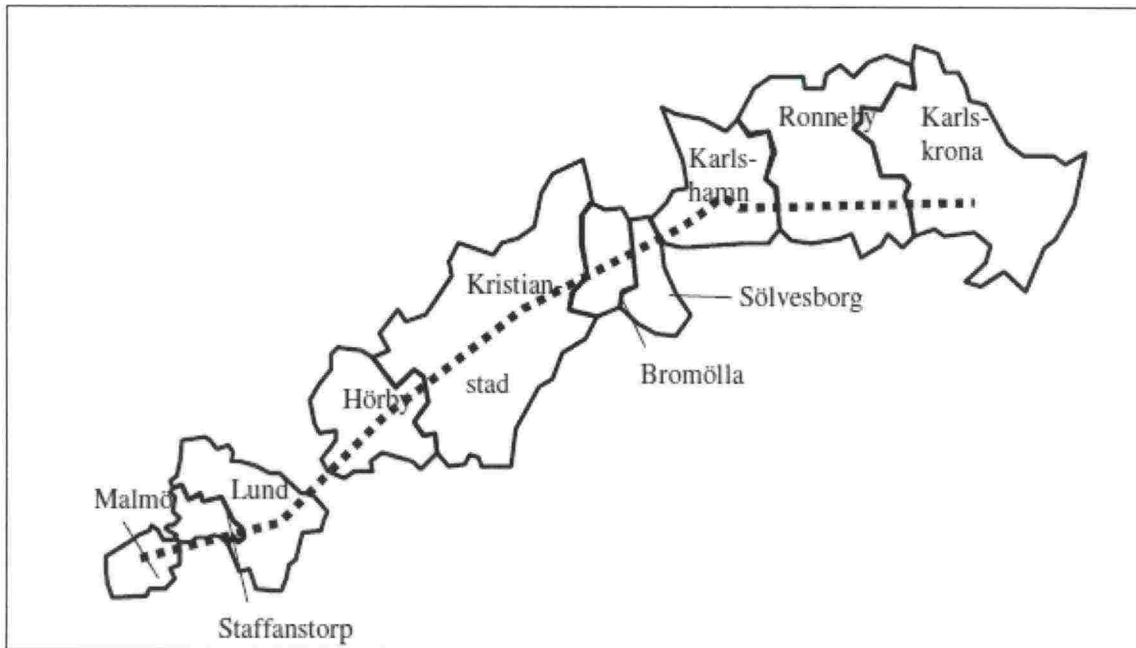 Ronneby
Karls-
krona
Karls-
hamn
Kristian-
Sölvesborg
Bromölla
stad
Hörby
Lund
Malmö
Staffanstorp